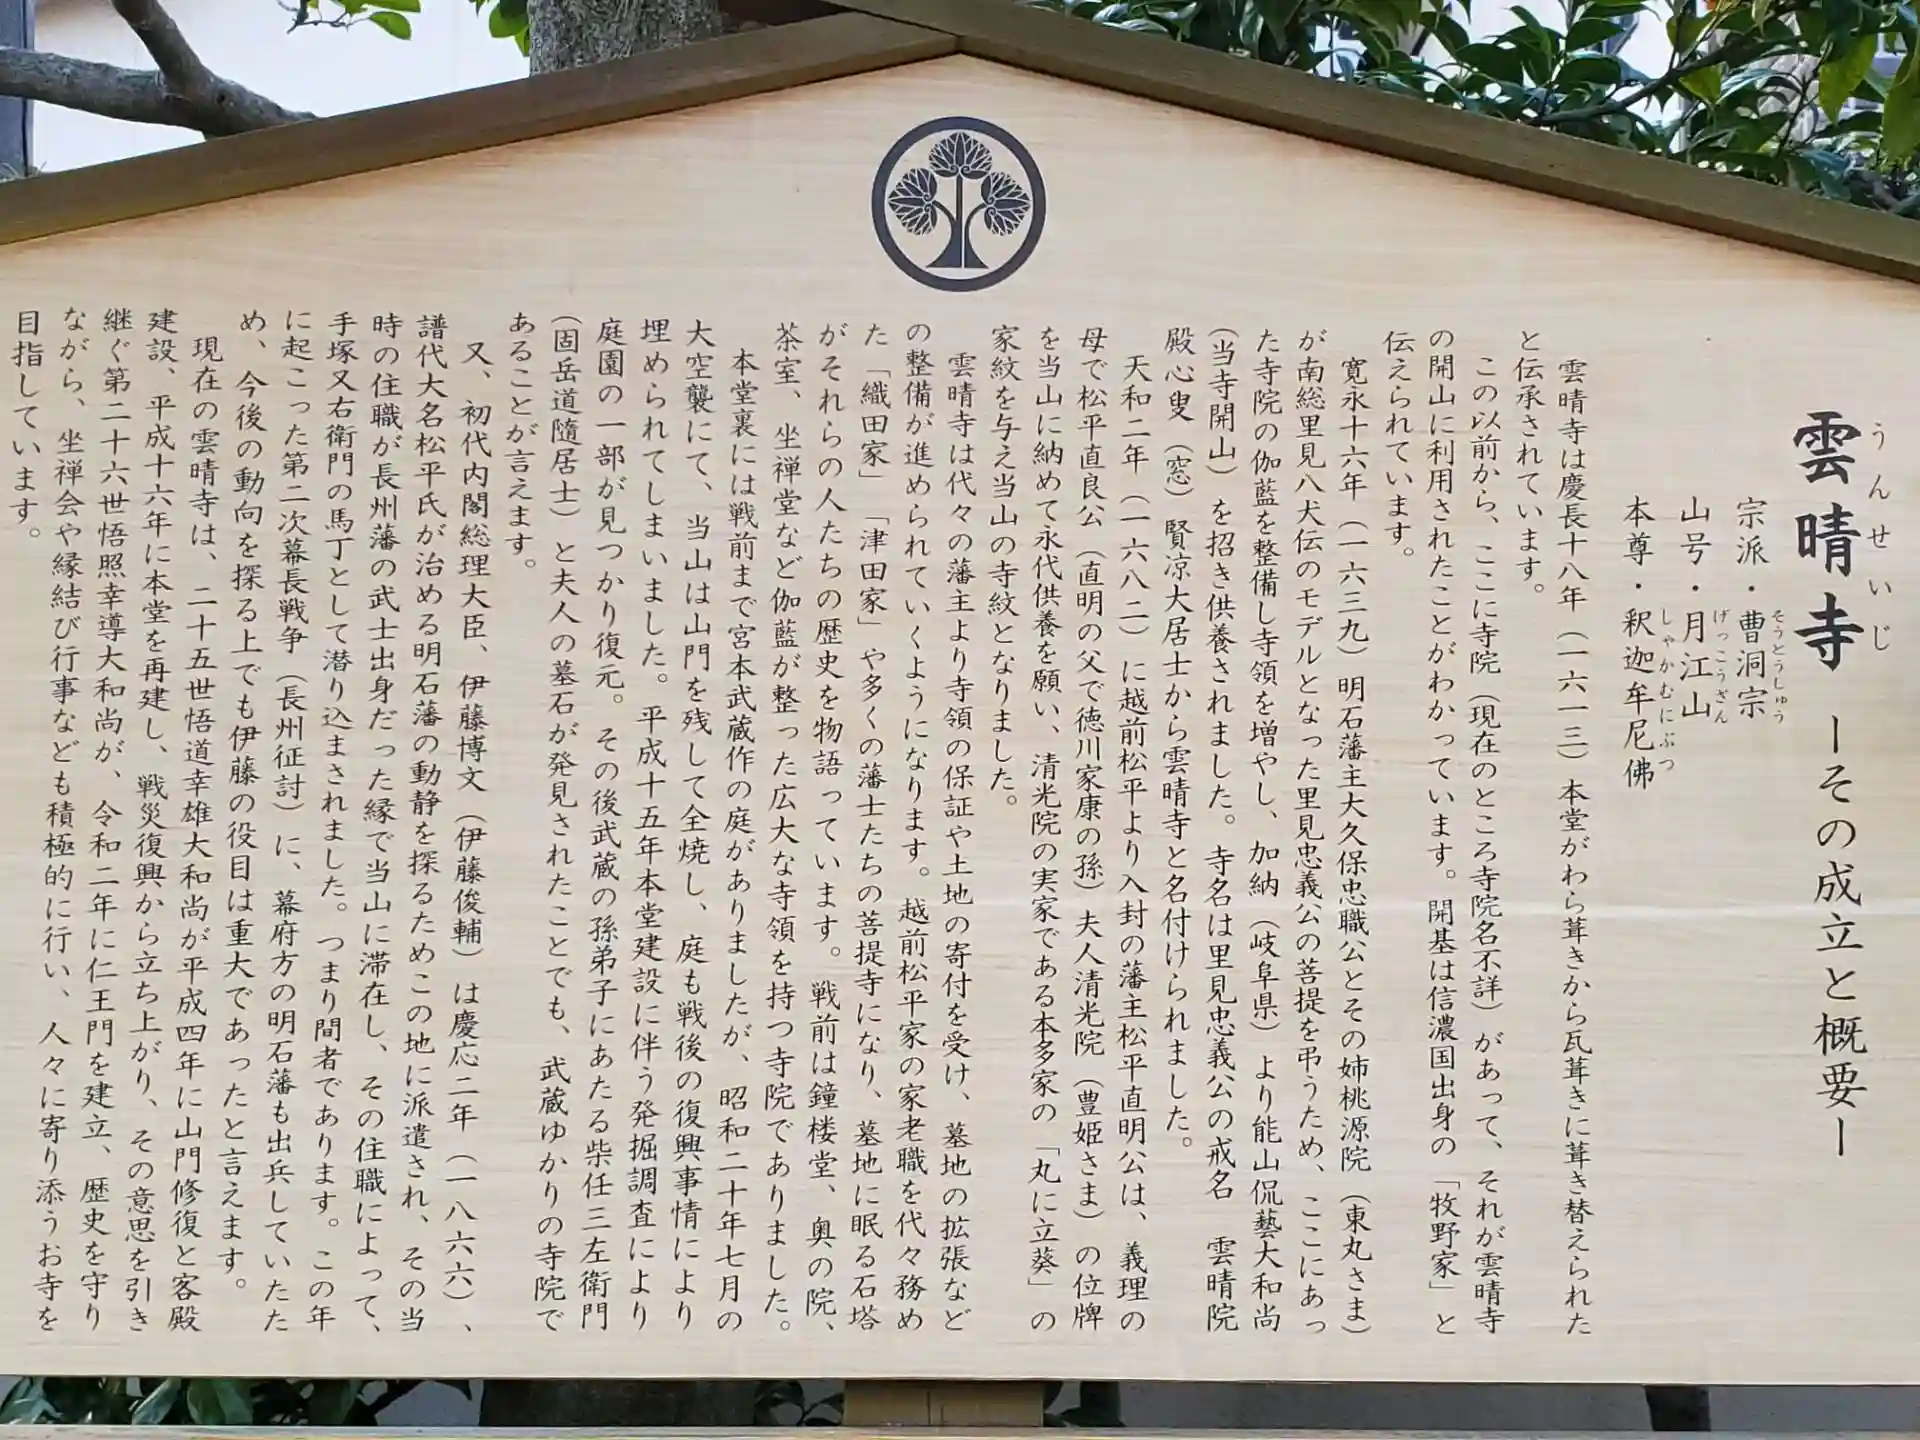 雲晴寺 ーその成立と概要ー
うんせいじ
宗派・曹洞宗
そうとうしゅう
山号・月江山
げっこうざん
本尊・釈迦牟尼佛
しゃかむにぶつ
雲晴寺は慶長十八年（一六一三）本堂がわら葺きから瓦葺きに葺き替えられた
と伝承されています。
この以前から、ここに寺院（現在のところ寺院名不詳）があって、それが雲晴寺
の開山に利用されたことがわかっています。開基は信濃国出身の「牧野家」と
伝えられています。
寛永十六年（一六三九）明石藩主大久保忠職公とその姉桃源院（東丸さま）
が南総里見八犬伝のモデルとなった里見忠義公の菩提を弔うため、ここにあっ
た寺院の伽藍を整備し寺領を増やし、加納（岐阜県）より能山侃藝大和尚
（当寺開山）を招き供養されました。寺名は里見忠義公の戒名 雲晴院
殿心叟（窓）賢凉大居士から雲晴寺と名付けられました。
天和二年（一六八二）に越前松平より入封の藩主松平直明公は、義理の
母で松平直良公（直明の父で徳川家康の孫）夫人清光院（豊姫さま）の位牌
を当山に納めて永代供養を願い、清光院の実家である本多家の「丸に立葵」の
家紋を与え当山の寺紋となりました。
雲晴寺は代々の藩主より寺領の保証や土地の寄付を受け、墓地の拡張など
の整備が進められていくようになります。越前松平家の家老職を代々務め
た「織田家」「津田家」や多くの藩士たちの菩提寺になり、墓地に眠る石塔
がそれらの人たちの歴史を物語っています。戦前は鐘楼堂、奥の院、
茶室、坐禅堂など伽藍が整った広大な寺領を持つ寺院でありました。
本堂裏には戦前まで宮本武蔵作の庭がありましたが、昭和二十年七月の
大空襲にて、当山は山門を残して全焼し、庭も戦後の復興事情により
埋められてしまいました。平成十五年本堂建設に伴う発掘調査により
庭園の一部が見つかり復元。その後武蔵の孫弟子にあたる柴任三左衛門
（固岳道隨居士）と夫人の墓石が発見されたことでも、武蔵ゆかりの寺院で
あることが言えます。
又、初代内閣総理大臣、伊藤博文（伊藤俊輔）は慶応二年（一八六六）、
譜代大名松平氏が治める明石藩の動静を探るためこの地に派遣され、その当
時の住職が長州藩の武士出身だった縁で当山に滞在し、その住職によって、
手塚又右衛門の馬丁として潜り込まされました。つまり間者であります。この年
に起こった第二次幕長戦争（長州征討）に、幕府方の明石藩も出兵していたた
め、今後の動向を探る上でも伊藤の役目は重大であったと言えます。
現在の雲晴寺は、二十五世悟道幸雄大和尚が平成四年に山門修復と客殿
建設、平成十六年に本堂を再建し、戦災復興から立ち上がり、その意思を引き
継ぐ第二十六世悟照幸導大和尚が、令和二年に仁王門を建立、歴史を守り
ながら、坐禅会や縁結び行事なども積極的に行い、人々に寄り添うお寺を
目指しています。